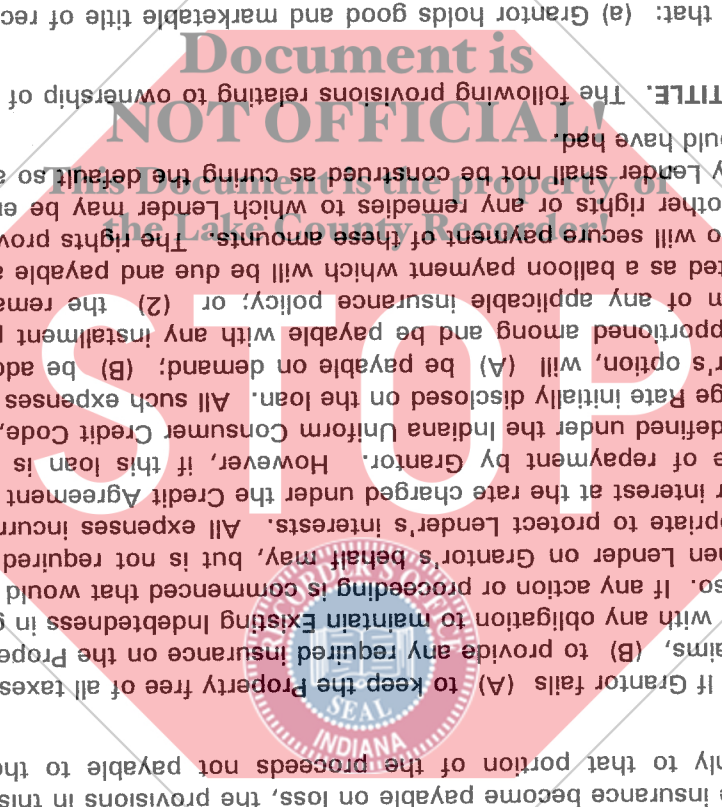 e insurance become payable on loss, the provisions in this
ly to that portion of the proceeds not payable to the
If Grantor fails (A) to keep the Property free of all taxes
aims, (B) to provide any required insurance on the Prope
with any obligation to maintain Existing Indebtedness in g
so. If any action or proceeding is commenced that would
hen Lender on Grantor's behalf may, but is not required
opriate to protect Lender's interests. All expenses incurr
r interest at the rate charged under the Credit Agreement
e of repayment by Grantor. However, if this loan is
defined under the Indiana Uniform Consumer Credit Code,
ge Rate initially disclosed on the loan. All such expenses
r's option, will (A) be payable on demand; (B) be add
pportioned among and be payable with any installment p
n of any applicable insurance policy; or (2) the rema
ted as a balloon payment which will be due and payable a
o will secure payment of these amounts. The rights prov
other rights or any remedies to which Lender may be en
y Lender shall not be construed as curing the default so a
ould have had.
TITLE. The following provisions relating to ownership of
that: (a) Grantor holds good and marketable title of rec
Document is
NOT OFFICIAL!
This Document is the property of
the Lake County Recorder!
STOP
RECORDER'S OFFICE
SEAL
INDIANA